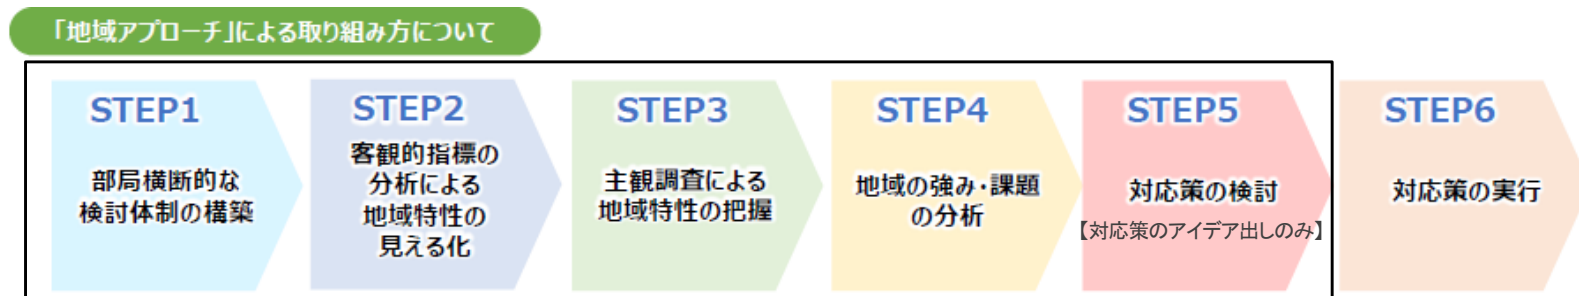 「地域アプローチ」による取り組み方について
STEP1
部局横断的な
検討体制の構築
STEP2
客観的指標の
分析による
地域特性の
見える化
STEP3
主観調査による
地域特性の把握
STEP4
地域の強み・課題
の分析
STEP5
対応策の検討
【対応策のアイデア出しのみ】
STEP6
対応策の実行